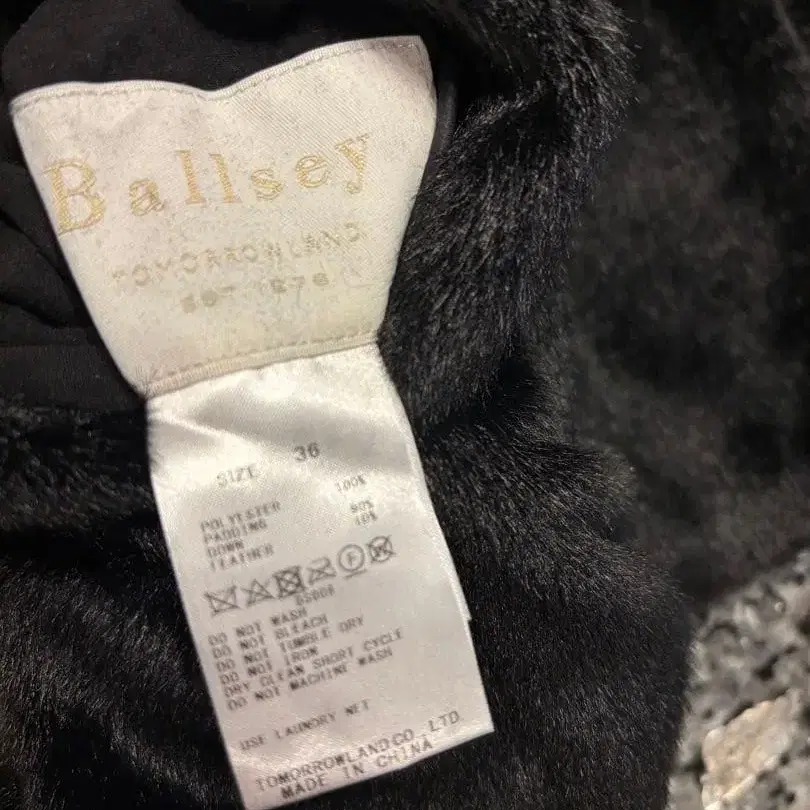 Ballsey
TOMORROWLAND
EST 1978
SIZE 36
POLYESTER 100%
PADDING
DOWN 90%
FEATHER 10%
DO NOT WASH
DO NOT BLEACH
DO NOT TUMBLE DRY
DO NOT IRON
DRY CLEAN SHORT CYCLE
DO NOT MACHINE WASH
USE LAUNDRY NET
TOMORROWLAND CO., LTD
MADE IN CHINA